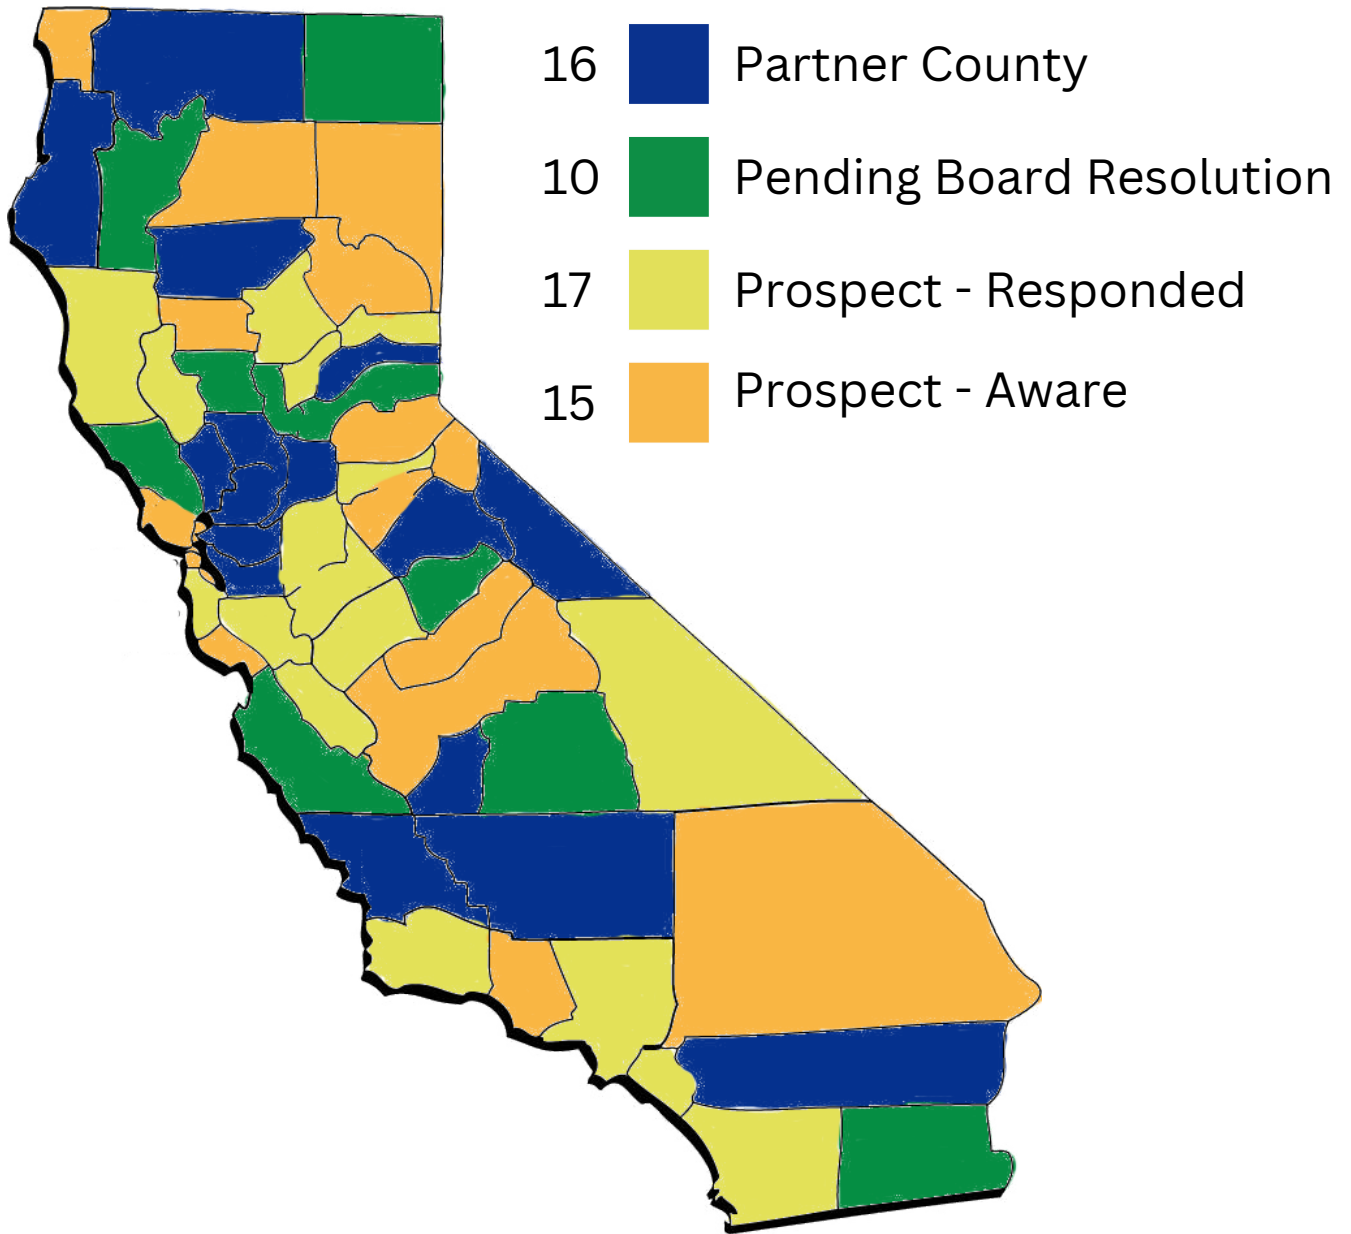 16 Partner County
10 Pending Board Resolution
17 Prospect - Responded
15 Prospect - Aware